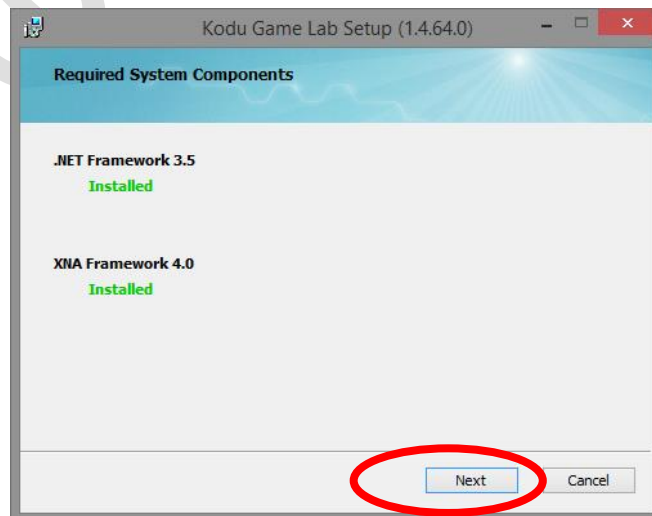 Kodu Game Lab Setup (1.4.64.0)
Required System Components
.NET Framework 3.5
Installed
XNA Framework 4.0
Installed
Next Cancel